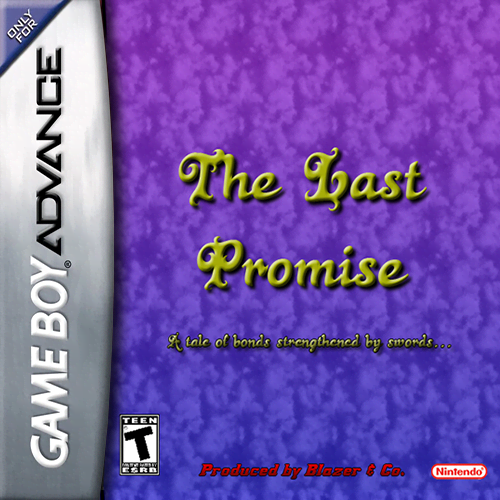 ONLY
FOR
GAME BOY ADVANCE
®
The Last
Promise
A tale of bonds strengthened by swords...
TEEN
T
ESRB
Produced by Blazer & Co.
Nintendo